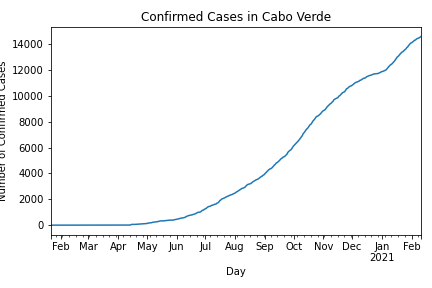 Confirmed Cases in Cabo Verde
Number of Confirmed Cases
14000
12000
10000
8000
6000
4000
2000
0
Feb Mar Apr May Jun Jul Aug Sep Oct Nov Dec Jan Feb
2021
Day